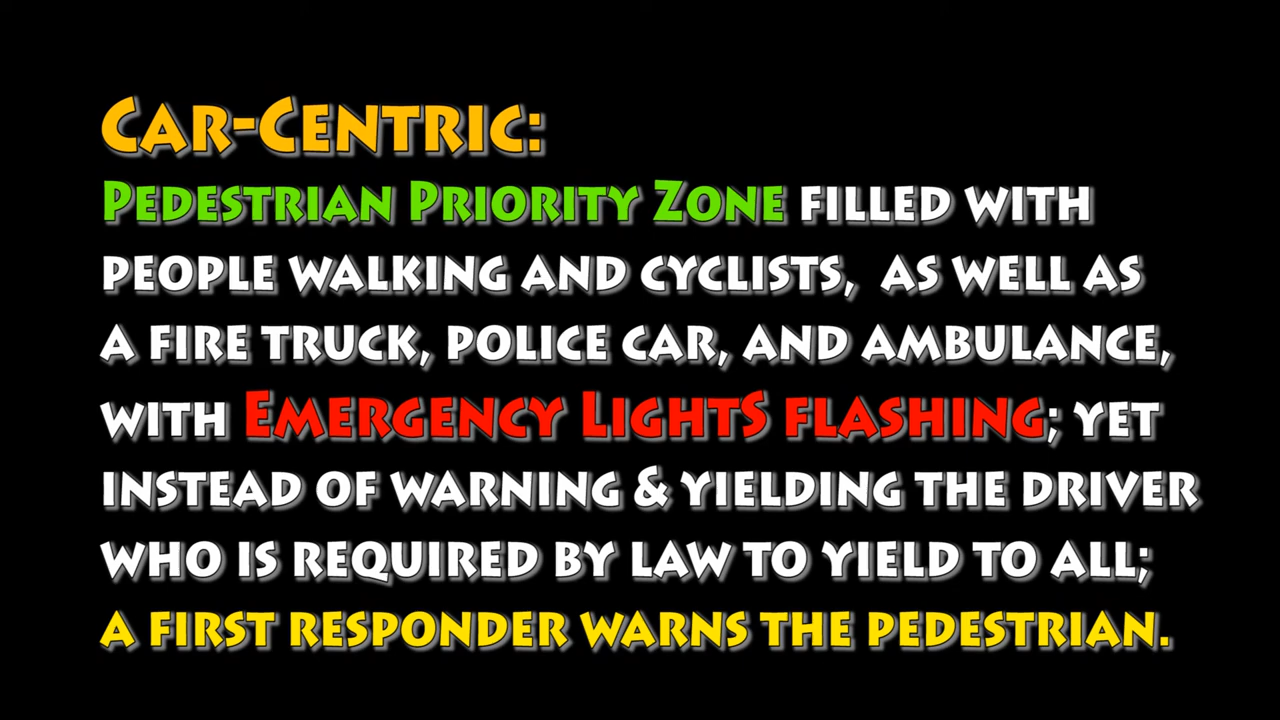 Car-Centric:
Pedestrian Priority Zone filled with
people walking and cyclists, as well as
a fire truck, police car, and ambulance,
with Emergency Lights flashing; yet
instead of warning & yielding the driver
who is required by law to yield to all;
a first responder warns the pedestrian.